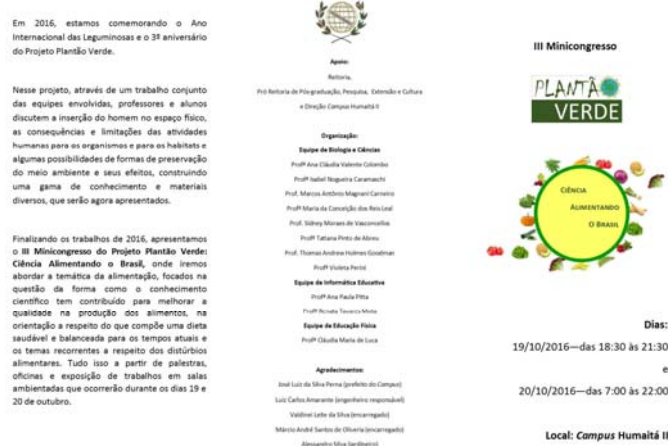 Em 2016, estamos comemorando o Ano
Internacional das Leguminosas e o 3º aniversário
do Projeto Plantão Verde.
Nesse projeto, através de um trabalho conjunto
das equipes envolvidas, professores e alunos
discutem a inserção do homem no espaço físico,
as consequências e limitações das atividades
humanas para os organismos e para os habitats e
algumas possibilidades de formas de preservação
do meio ambiente e seus efeitos, construindo
uma gama de conhecimento e materiais
diversos, que serão agora apresentados.
Finalizando os trabalhos de 2016, apresentamos
o III Minicongresso do Projeto Plantão Verde:
Ciência Alimentando o Brasil, onde iremos
abordar a temática da alimentação, focados na
questão da forma como o conhecimento
científico tem contribuído para melhorar a
qualidade na produção dos alimentos, na
orientação a respeito do que compõe uma dieta
saudável e balanceada para os tempos atuais e
os temas recorrentes a respeito dos distúrbios
alimentares. Tudo isso a partir de palestras,
oficinas e exposição de trabalhos em salas
ambientadas que ocorrerão durante os dias 19 e
20 de outubro.
Apoio:
Reitoria,
Pró Reitoria de Pós-graduação, Pesquisa, Extensão e Cultura
e Direção Campus Humaitá II
Organização:
Equipe de Biologia e Ciências
Profª Ana Cláudia Valente Colombo
Profª Isabel Nogueira Caramaschi
Prof. Marcos Antônio Magnani Carneiro
Profª Maria da Conceição dos Reis Leal
Prof. Sidney Moraes de Vasconcellos
Profª Tatiana Pinto de Abreu
Prof. Thomas Andrew Holmes Goodman
Profª Violeta Perini
Equipe de Informática Educativa
Profª Ana Paula Pitta
Profª Renata Tavares Mota
Equipe de Educação Física
Profª Cláudia Maria de Luca
Agradecimentos:
José Luiz da Silva Perna (prefeito do Campus)
Luiz Carlos Amarante (engenheiro responsável)
Valdinei Leite da Silva (encarregado)
Márcio André Santos de Oliveria (encarregado)
Alessandro Silva (jardineiro)
III Minicongresso
PLANTÃO
VERDE
CIÊNCIA
ALIMENTANDO
O BRASIL
Dias:
19/10/2016—das 18:30 às 21:30
e
20/10/2016—das 7:00 às 22:00
Local: Campus Humaitá II